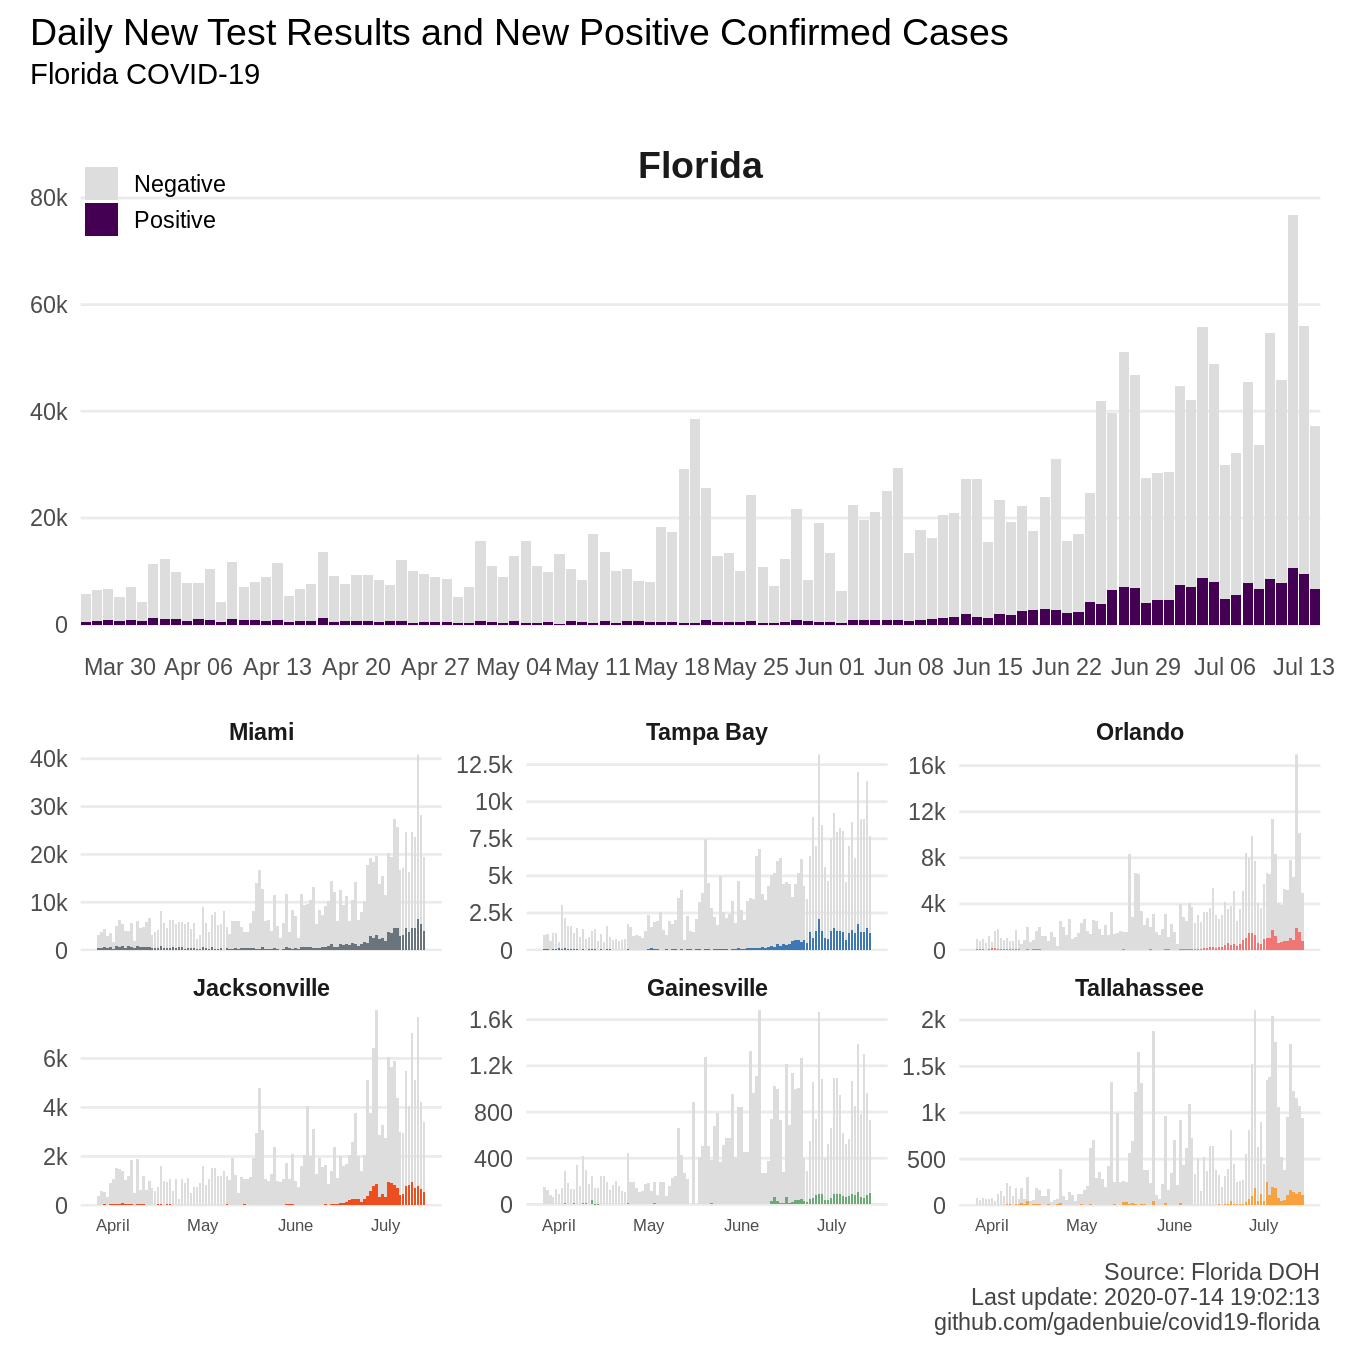 Daily New Test Results and New Positive Confirmed Cases
Florida COVID-19
Florida
Negative
Positive
80k
60k
40k
20k
0
Mar 30 Apr 06 Apr 13 Apr 20 Apr 27 May 04 May 11 May 18 May 25 Jun 01 Jun 08 Jun 15 Jun 22 Jun 29 Jul 06 Jul 13
Miami
40k
30k
20k
10k
0
Tampa Bay
12.5k
10k
7.5k
5k
2.5k
0
Orlando
16k
12k
8k
4k
0
Jacksonville
6k
4k
2k
0
April May June July
Gainesville
1.6k
1.2k
800
400
0
April May June July
Tallahassee
2k
1.5k
1k
500
0
April May June July
Source: Florida DOH
Last update: 2020-07-14 19:02:13
github.com/gadenbuie/covid19-florida